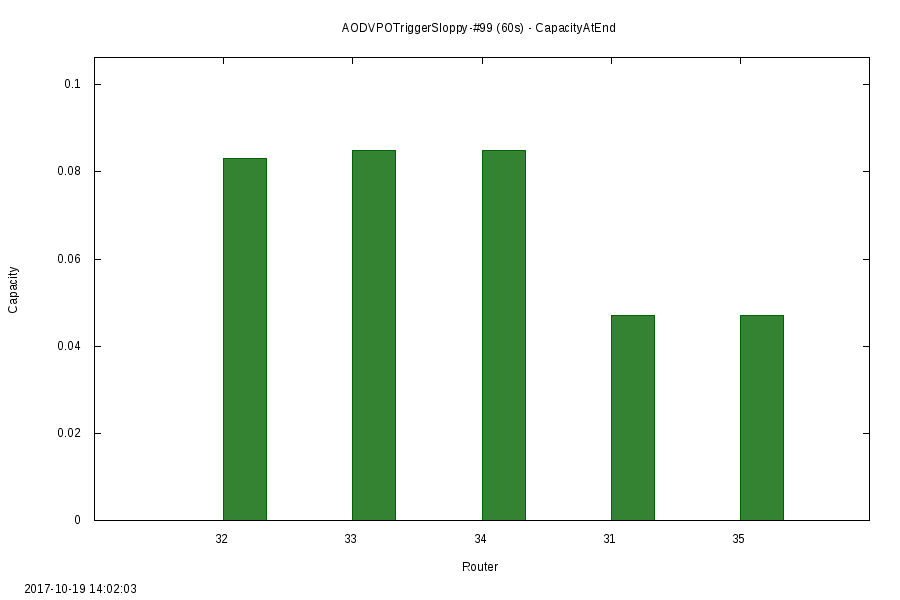 AODVPOTriggerSloppy-#99 (60s) - CapacityAtEnd
0.1
0.08
0.06
0.04
0.02
0
Capacity
32 33 34 31 35
Router
2017-10-19 14:02:03